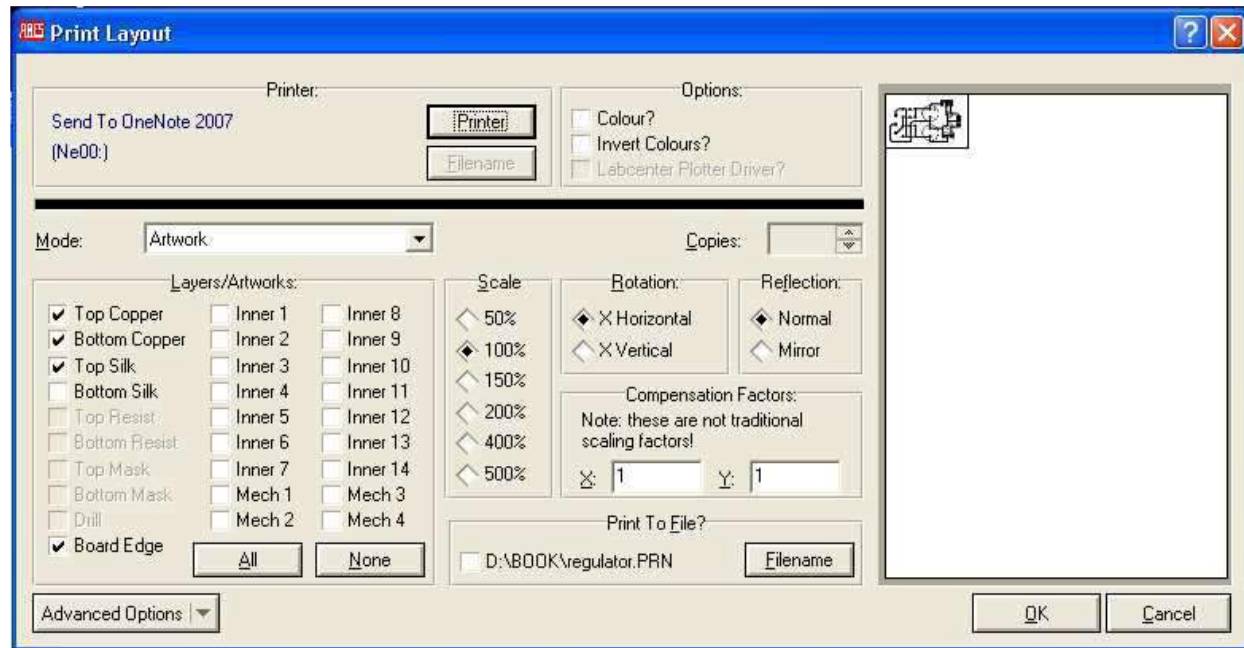 ARES Print Layout
Printer:
Send To OneNote 2007
(Ne00:)
Printer
Filename
Options:
Colour?
Invert Colours?
Labcenter Plotter Driver?
Mode: Artwork
Copies:
Layers/Artworks:
Top Copper Inner 1 Inner 8
Bottom Copper Inner 2 Inner 9
Top Silk Inner 3 Inner 10
Bottom Silk Inner 4 Inner 11
Top Resist Inner 5 Inner 12
Bottom Resist Inner 6 Inner 13
Top Mask Inner 7 Inner 14
Bottom Mask Mech 1 Mech 3
Drill Mech 2 Mech 4
Board Edge
All None
Scale
50%
100%
150%
200%
400%
500%
Rotation:
X Horizontal
X Vertical
Reflection:
Normal
Mirror
Compensation Factors:
Note: these are not traditional
scaling factors!
X: 1 Y: 1
Print To File?
D:\BOOK\regulator.PRN Filename
Advanced Options
OK Cancel